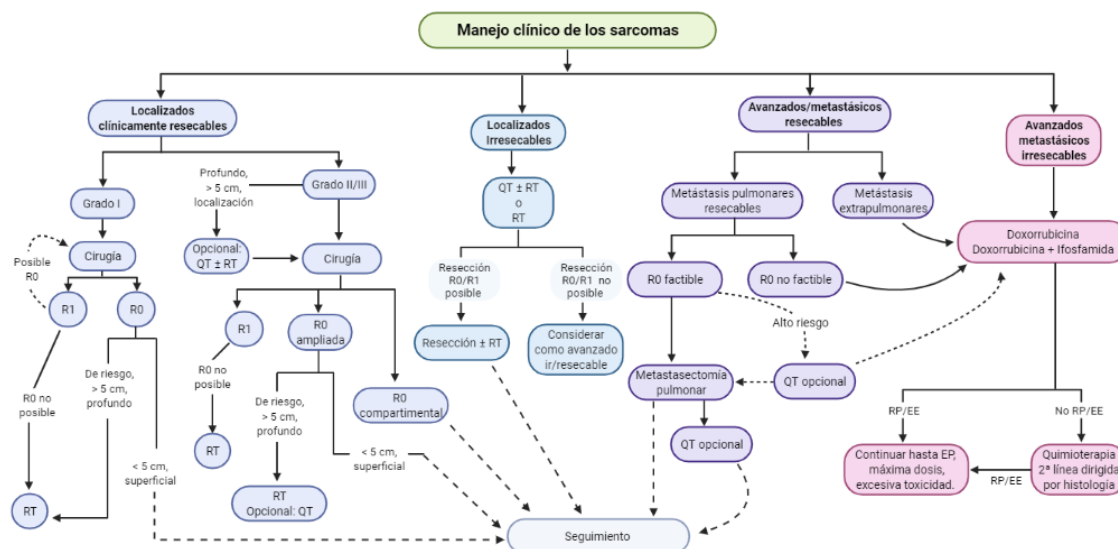 Manejo clínico de los sarcomas
Localizados
clínicamente resecables
Grado I
Cirugía
Posible
R0
R1
R0
R0 no
posible
De riesgo,
> 5 cm,
profundo
< 5 cm,
superficial
RT
Profundo,
> 5 cm,
localización
Grado II/III
Opcional:
QT ± RT
Cirugía
R1
R0
ampliada
R0
compartimental
R0 no
posible
RT
De riesgo,
> 5 cm,
profundo
< 5 cm,
superficial
RT
Opcional: QT
Localizados
Irresecables
QT ± RT
o
RT
Resección
R0/R1
posible
Resección
R0/R1 no
posible
Resección ± RT
Considerar
como avanzado
ir/resecable
Avanzados/metastásicos
resecables
Metástasis pulmonares
resecables
Metástasis
extrapulmonares
R0 factible
R0 no factible
Alto riesgo
Metastasectomía
pulmonar
QT opcional
QT opcional
Avanzados
metastásicos
irresecables
Doxorrubicina
Doxorrubicina + Ifosfamida
RP/EE
No RP/EE
Continuar hasta EP,
máxima dosis,
excesiva toxicidad.
RP/EE
Quimioterapia
2ª línea dirigida
por histología
Seguimiento